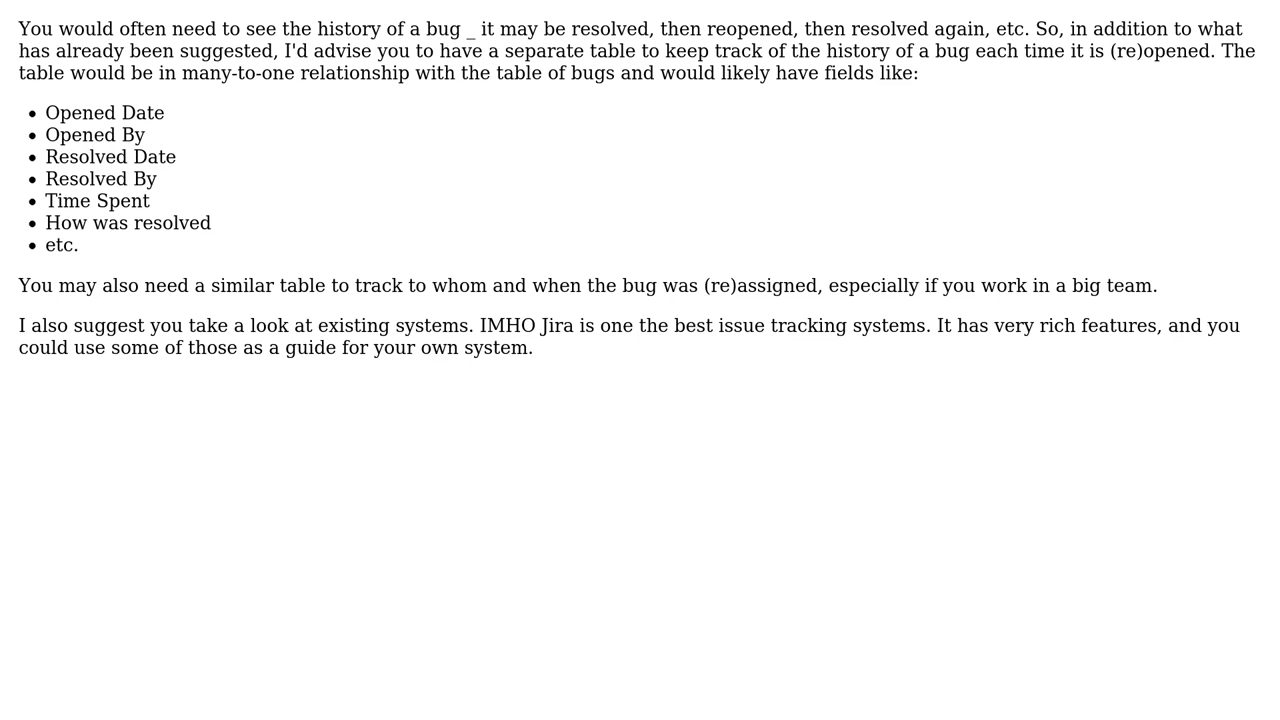 You would often need to see the history of a bug _ it may be resolved, then reopened, then resolved again, etc. So, in addition to what
has already been suggested, I'd advise you to have a separate table to keep track of the history of a bug each time it is (re)opened. The
table would be in many-to-one relationship with the table of bugs and would likely have fields like:
• Opened Date
• Opened By
• Resolved Date
• Resolved By
• Time Spent
• How was resolved
• etc.
You may also need a similar table to track to whom and when the bug was (re)assigned, especially if you work in a big team.
I also suggest you take a look at existing systems. IMHO Jira is one the best issue tracking systems. It has very rich features, and you
could use some of those as a guide for your own system.